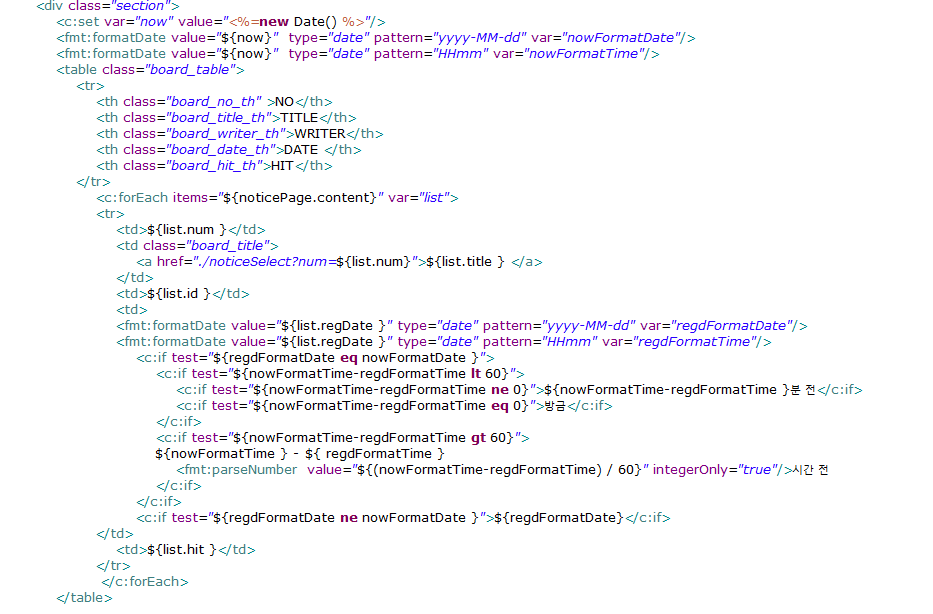 <div class="section">
<c:set var="now" value="<%=new Date() %>"/>
<fmt:formatDate value="${now}"  type="date" pattern="yyyy-MM-dd" var="nowFormatDate"/>
<fmt:formatDate value="${now}"  type="date" pattern="HHmm" var="nowFormatTime"/>
<table class="board_table">
<tr>
<th class="board_no_th" >NO</th>
<th class="board_title_th">TITLE</th>
<th class="board_writer_th">WRITER</th>
<th class="board_date_th">DATE </th>
<th class="board_hit_th">HIT</th>
</tr>
<c:forEach items="${noticePage.content}" var="list">
<tr>
<td>${list.num }</td>
<td class="board_title">
<a href="./noticeSelect?num=${list.num}">${list.title } </a>
</td>
<td>${list.id }</td>
<td>
<fmt:formatDate value="${list.regDate }" type="date" pattern="yyyy-MM-dd" var="regdFormatDate"/>
<fmt:formatDate value="${list.regDate }" type="date" pattern="HHmm" var="regdFormatTime"/>
<c:if test="${regdFormatDate eq nowFormatDate }">
<c:if test="${nowFormatTime-regdFormatTime lt 60}">
<c:if test="${nowFormatTime-regdFormatTime ne 0}">${nowFormatTime-regdFormatTime }분 전</c:if>
<c:if test="${nowFormatTime-regdFormatTime eq 0}">방금</c:if>
</c:if>
<c:if test="${nowFormatTime-regdFormatTime gt 60}">
${nowFormatTime } - ${ regdFormatTime }
<fmt:parseNumber  value="${(nowFormatTime-regdFormatTime) / 60}" integerOnly="true"/>시간 전
</c:if>
</c:if>
<c:if test="${regdFormatDate ne nowFormatDate }">${regdFormatDate}</c:if>
</td>
<td>${list.hit }</td>
</tr>
</c:forEach>
</table>